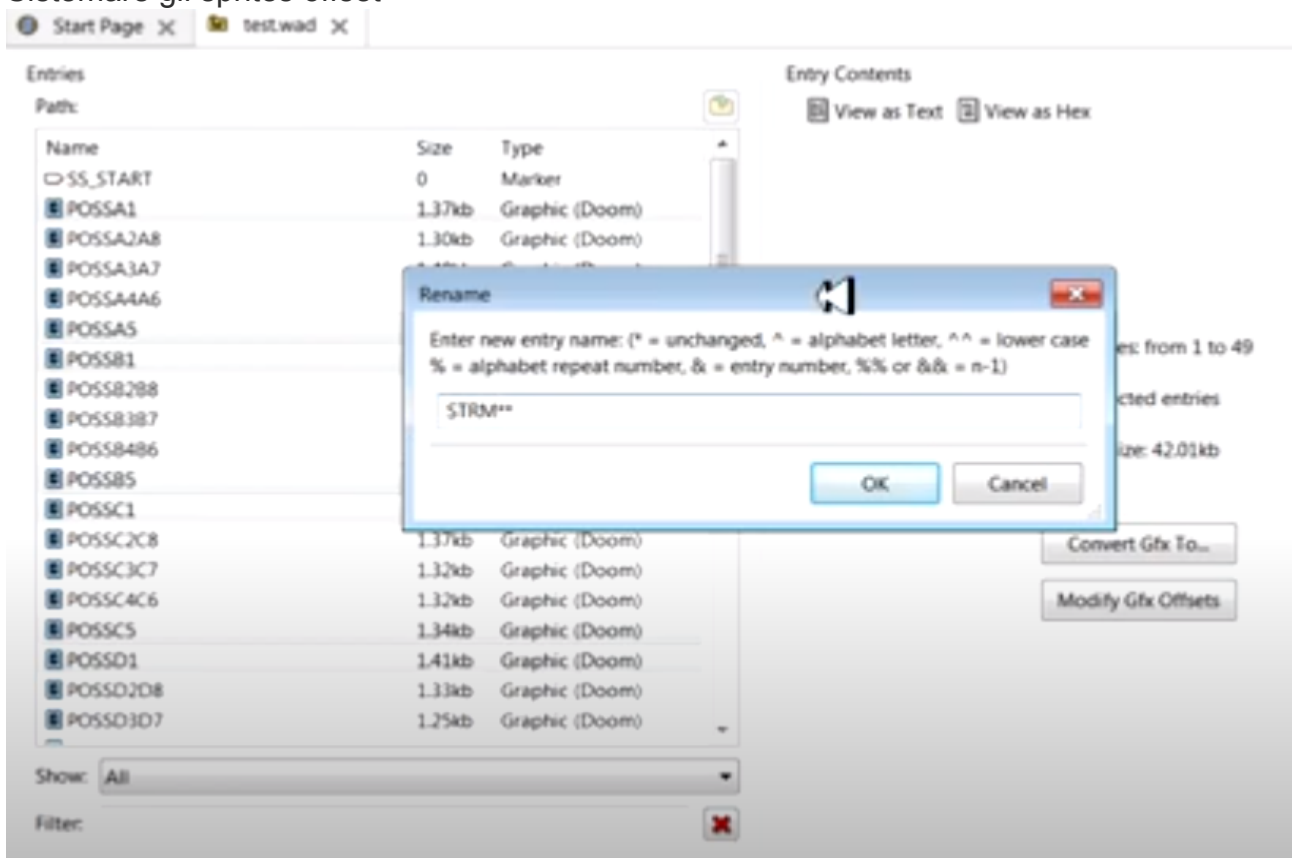 Sistemare gli sprites offset
Start Page
test.wad
Entries
Path:
Entry Contents
View as Text View as Hex
Name Size Type
SS_START 0 Marker
POSSA1 1.37kb Graphic (Doom)
POSSA2A8 1.30kb Graphic (Doom)
POSSA3A7
POSSA4A6
POSSA5
POSSB1
POSSB2B8
POSSB3B7
POSSB4B6
POSSB5
POSSC1
Rename
Enter new entry name: (* = unchanged, ^ = alphabet letter, ^^ = lower case
% = alphabet repeat number, & = entry number, %% or && = n-1)
STRM**
OK Cancel
es: from 1 to 49
cted entries
ize: 42.01kb
POSSC2C8 1.37kb Graphic (Doom)
POSSC3C7 1.32kb Graphic (Doom)
POSSC4C6 1.32kb Graphic (Doom)
POSSC5 1.34kb Graphic (Doom)
POSSD1 1.41kb Graphic (Doom)
POSSD2D8 1.33kb Graphic (Doom)
POSSD3D7 1.25kb Graphic (Doom)
Convert Gfx To...
Modify Gfx Offsets
Show: All
Filter: